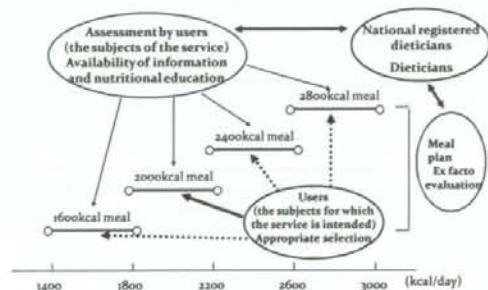 Assessment by users
(the subjects of the service)
Availability of information
and nutritional education
National registered
dieticians
Dieticians
2800kcal meal
2400kcal meal
2000kcal meal
1600kcal meal
Meal
plan
Ex facto
evaluation
Users
(the subjects for which
the service is intended)
Appropriate selection
1400 1800 2200 2600 3000 (kcal/day)